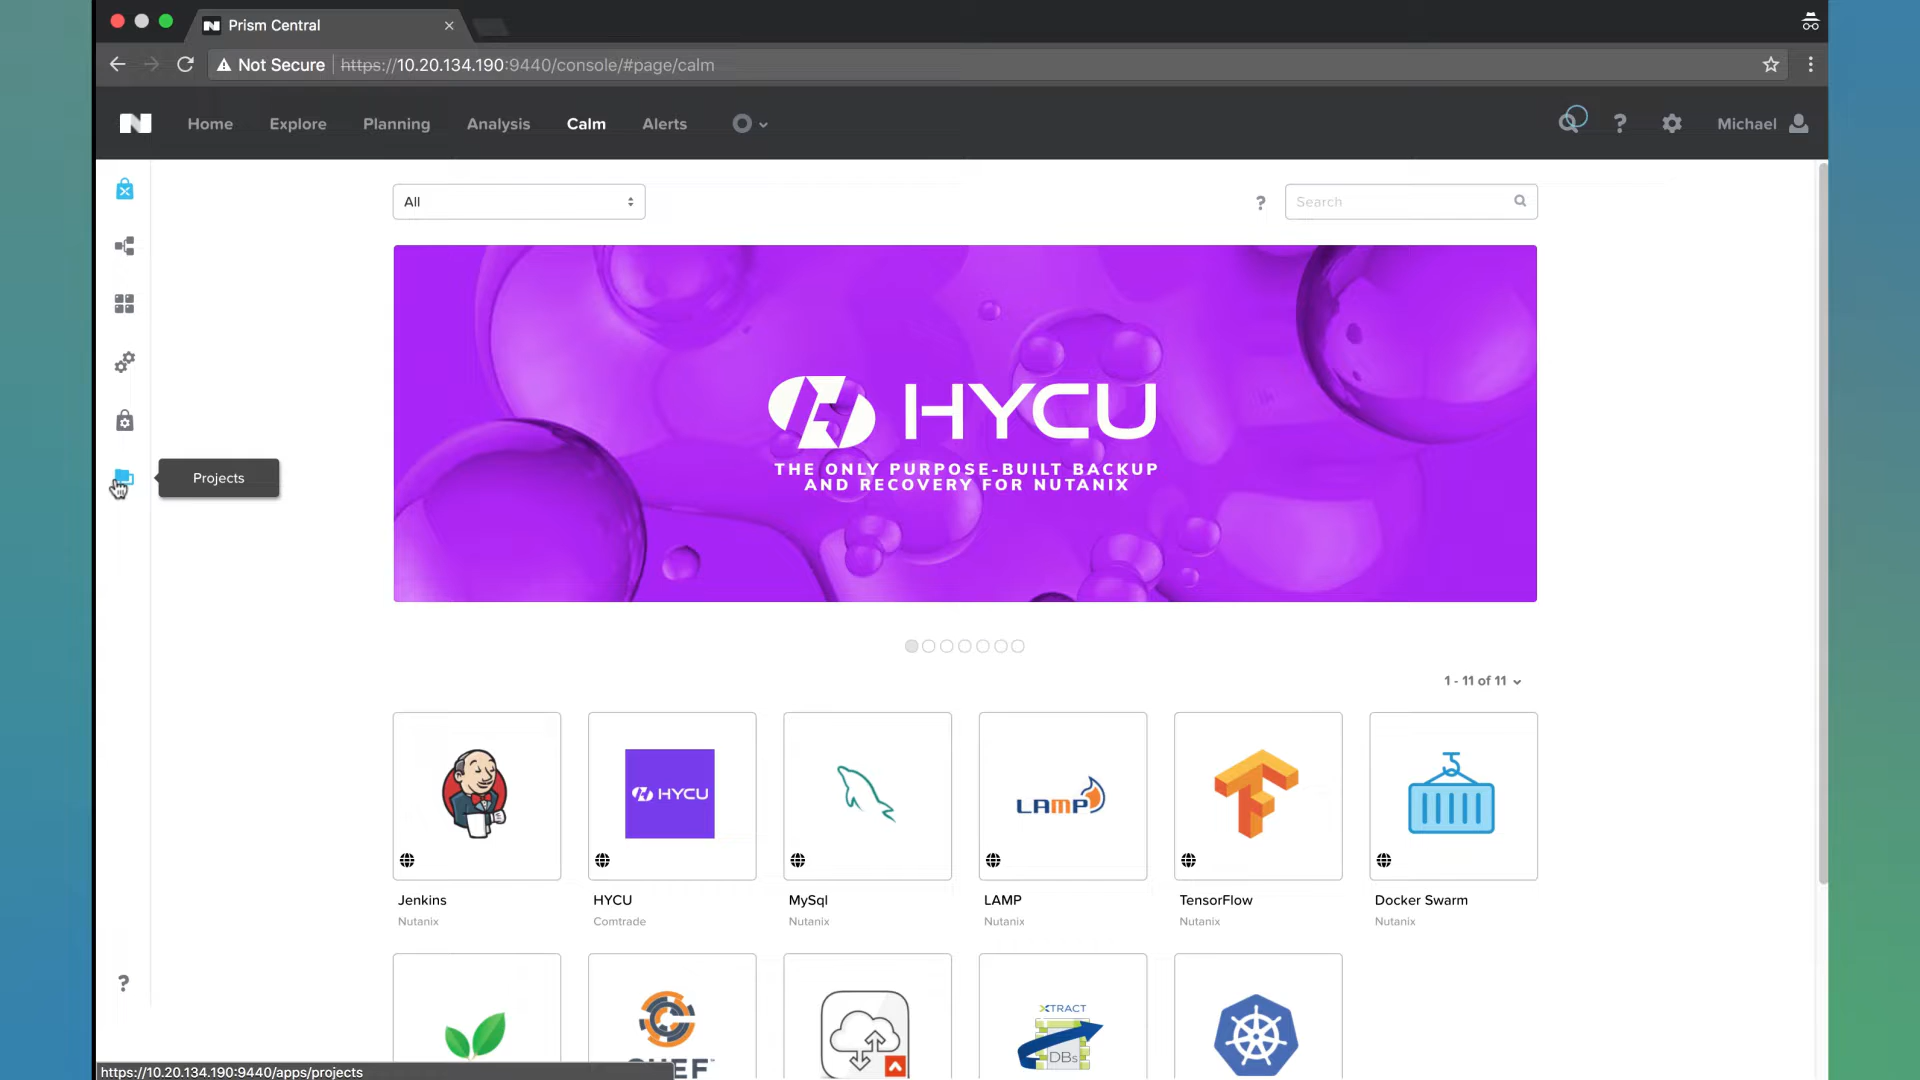 Prism Central
Not Secure https://10.20.134.190:9440/console/#page/calm
Home Explore Planning Analysis Calm Alerts
? Michael
All
? Search
HYCU
THE ONLY PURPOSE-BUILT BACKUP
AND RECOVERY FOR NUTANIX
Projects
1 - 11 of 11
HYCU
LAMP
Jenkins
Nutanix
HYCU
Comtrade
MySql
Nutanix
LAMP
Nutanix
TensorFlow
Nutanix
Docker Swarm
Nutanix
?
CHEF
XTRACT
DBs
https://10.20.134.190:9440/apps/projects